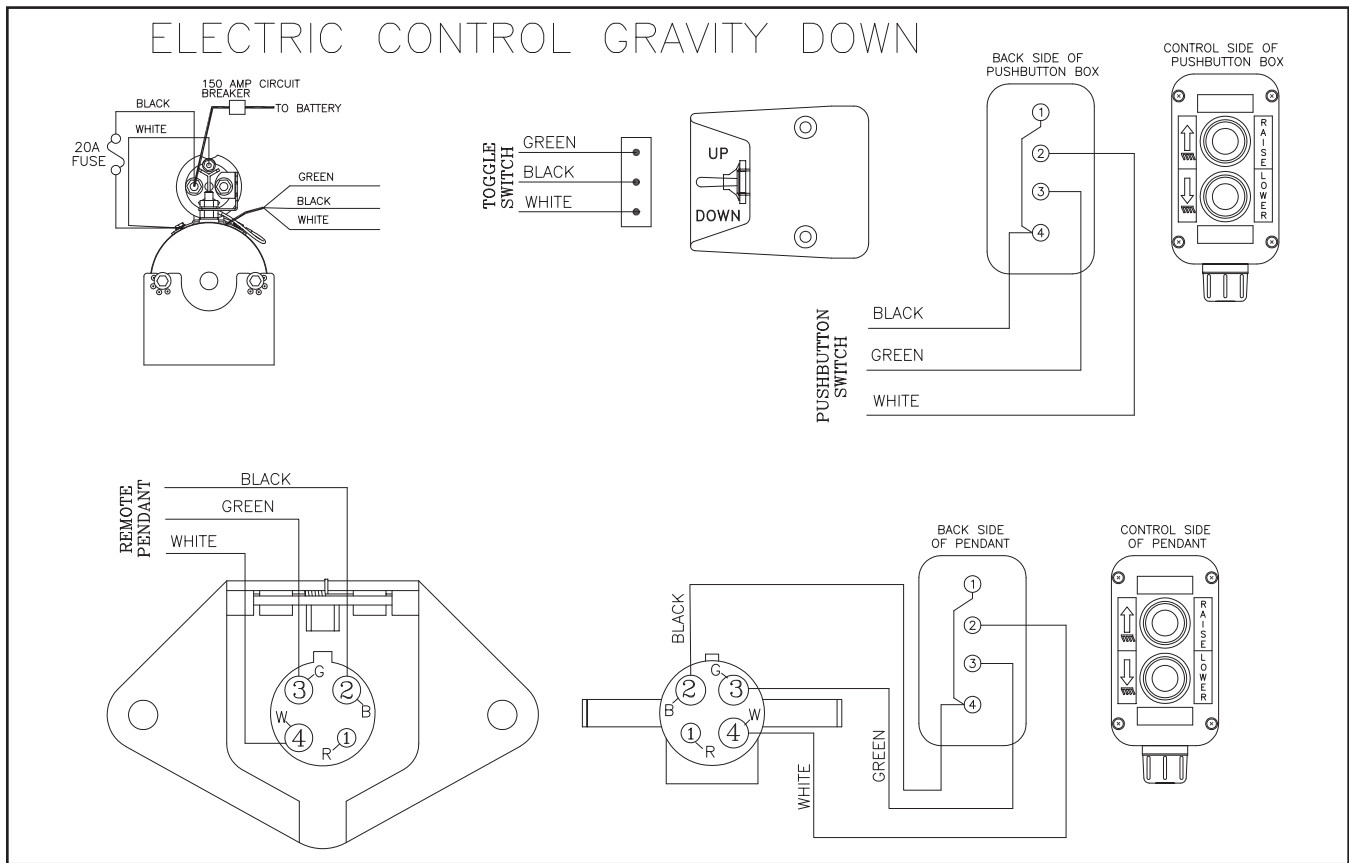 ELECTRIC CONTROL GRAVITY DOWN
150 AMP CIRCUIT
BREAKER
TO BATTERY
BLACK
WHITE
20A
FUSE
GREEN
BLACK
WHITE
TOGGLE
SWITCH
GREEN
BLACK
WHITE
UP
DOWN
BACK SIDE OF
PUSHBUTTON BOX
1
2
3
4
CONTROL SIDE OF
PUSHBUTTON BOX
RAISE
LOWER
PUSHBUTTON
SWITCH
BLACK
GREEN
WHITE
REMOTE
PENDANT
BLACK
GREEN
WHITE
G
3
2
B
W
4
1
R
BLACK
G
2
3
B
W
1
4
R
WHITE
GREEN
BACK SIDE
OF PENDANT
1
2
3
4
CONTROL SIDE
OF PENDANT
RAISE
LOWER